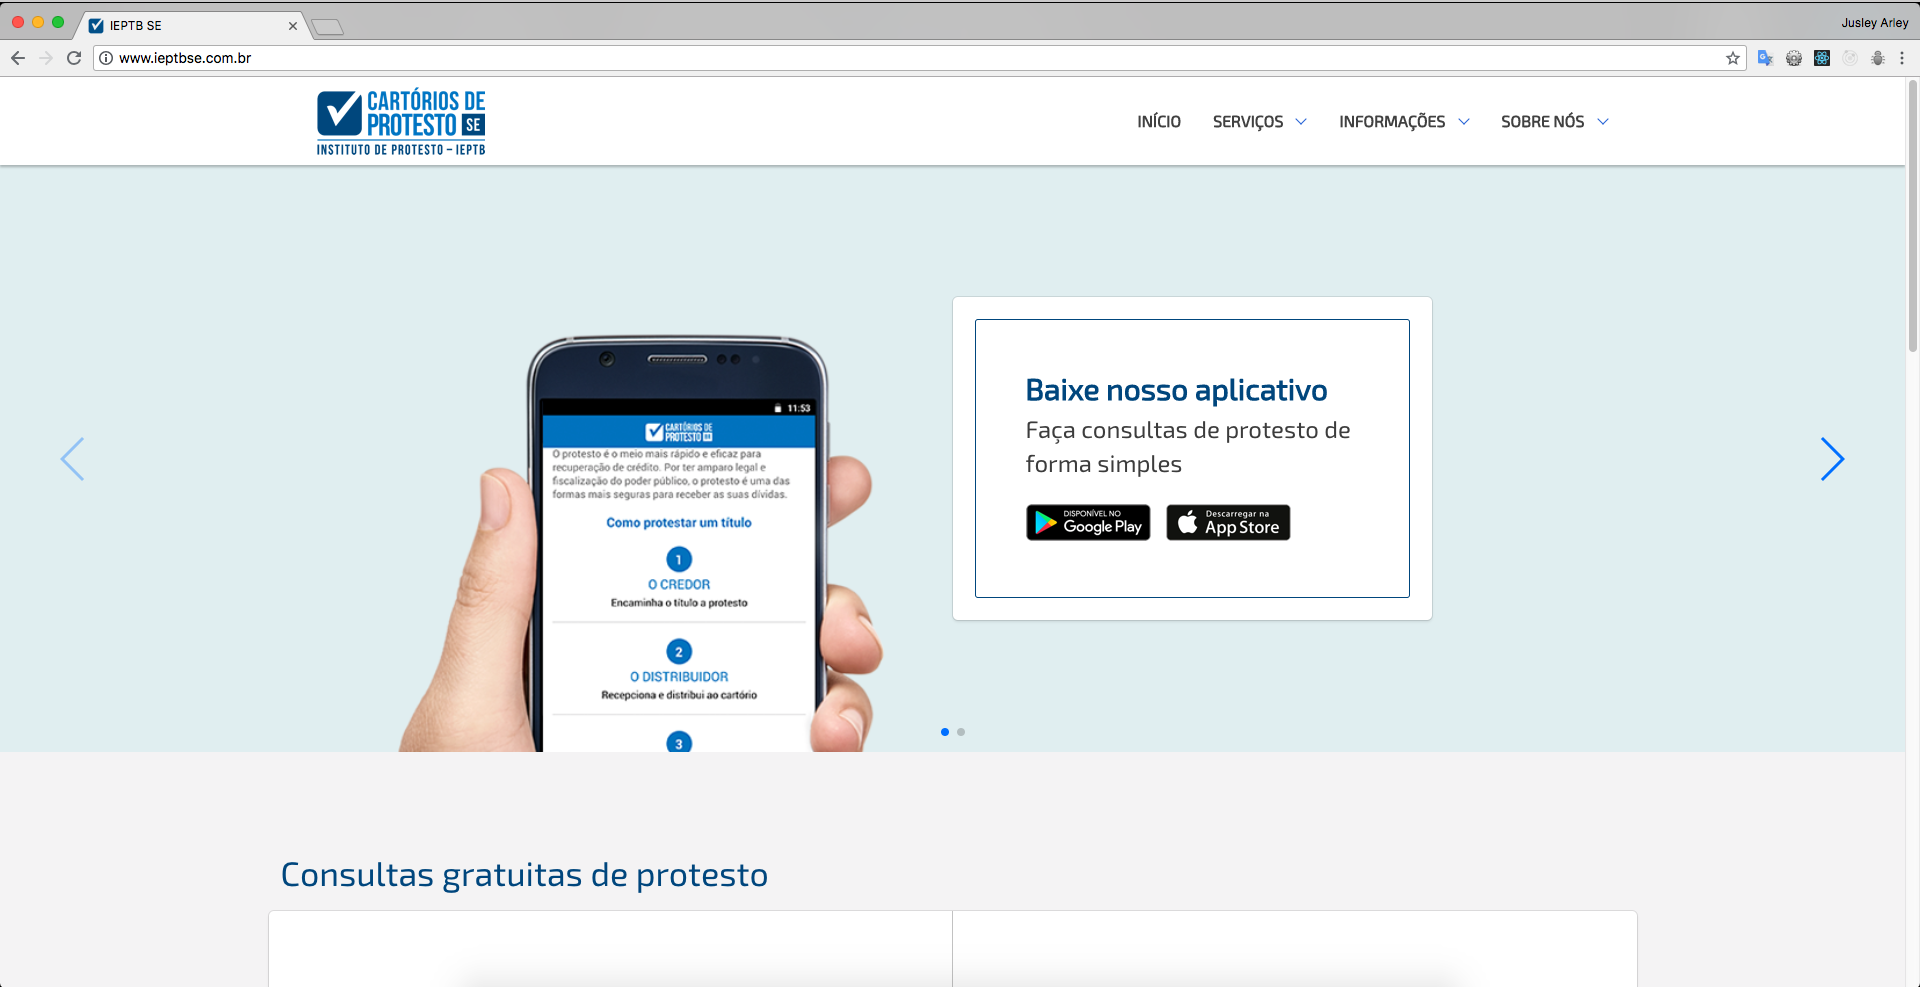 IEPTB SE
Jusley Arley
www.ieptbse.com.br
CARTÓRIOS DE
PROTESTO SE
INSTITUTO DE PROTESTO – IEPTB
INÍCIO
SERVIÇOS
INFORMAÇÕES
SOBRE NÓS
11:53
CARTÓRIOS DE
PROTESTO SE
O protesto é o meio mais rápido e eficaz para
recuperação de crédito. Por ter amparo legal e
fiscalização do poder público, o protesto é uma das
formas mais seguras para receber as suas dívidas.
Como protestar um título
1
O CREDOR
Encaminha o título a protesto
2
O DISTRIBUIDOR
Recepciona e distribui ao cartório
3
Baixe nosso aplicativo
Faça consultas de protesto de
forma simples
DISPONÍVEL NO
Google Play
Descarregar na
App Store
Consultas gratuitas de protesto